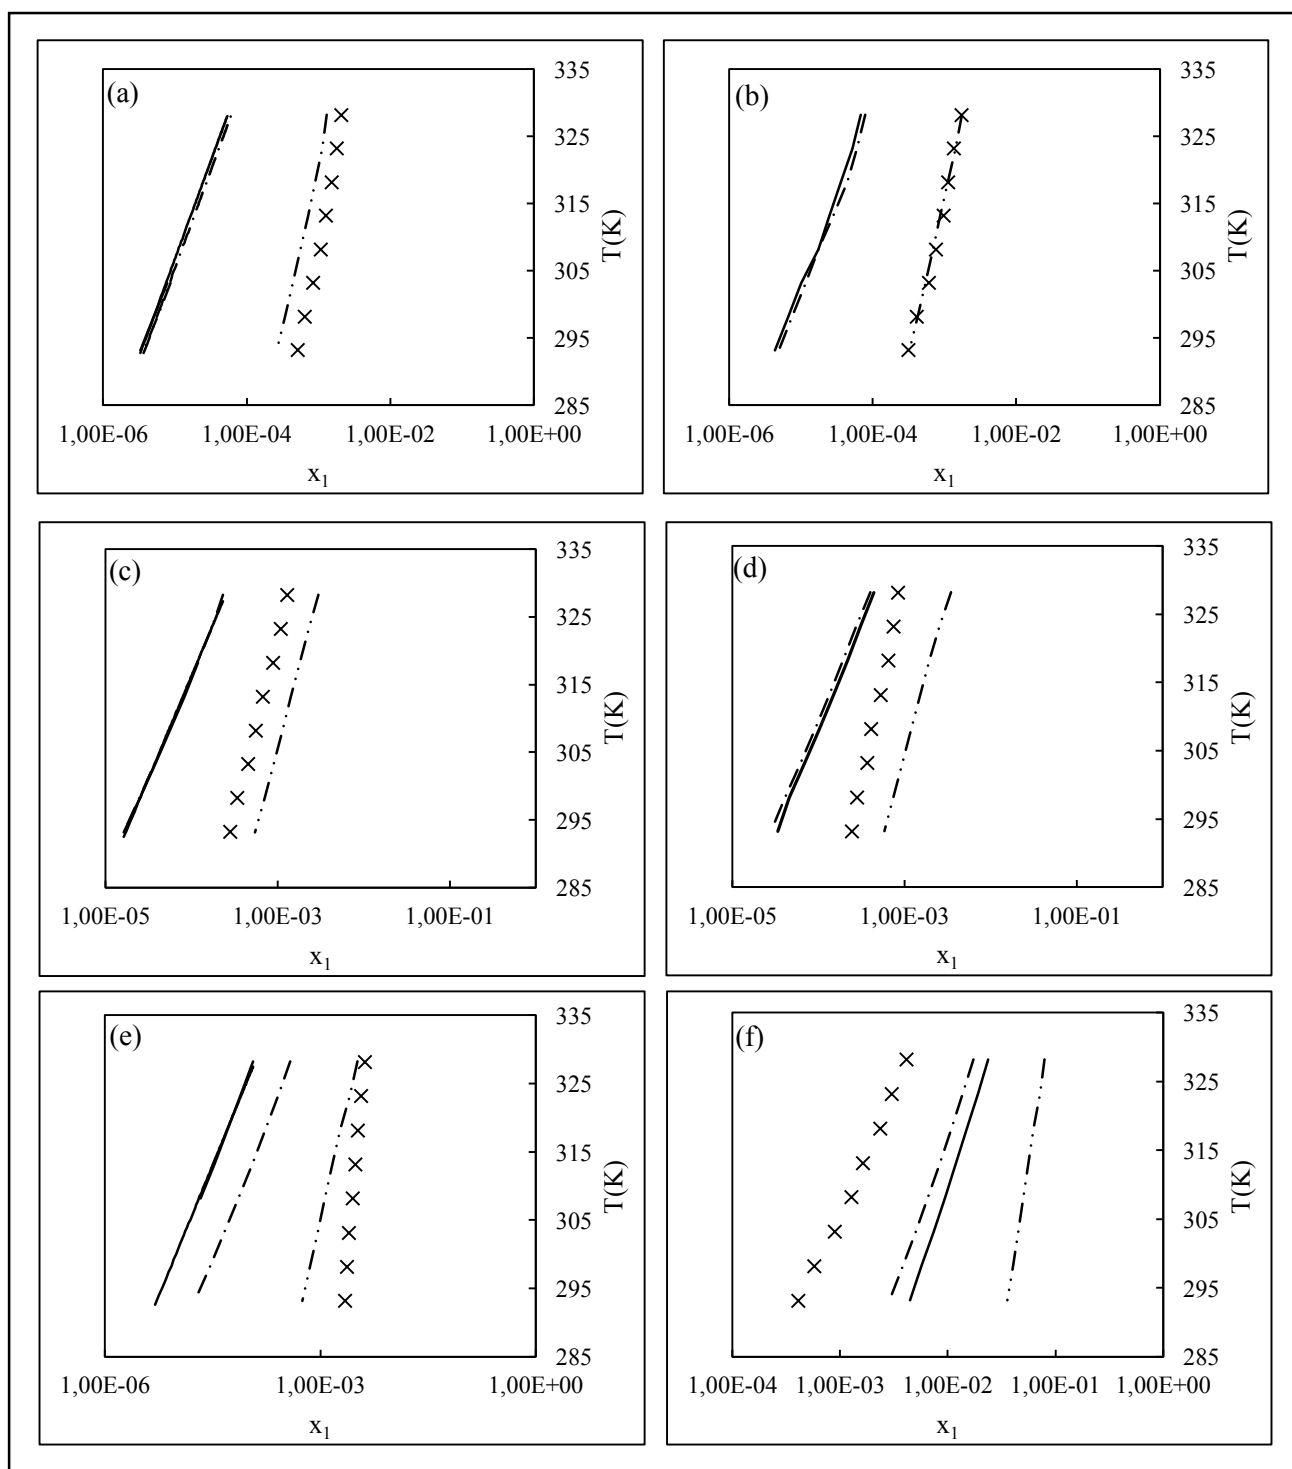 (a)
335
325
315
305
295
285
T(K)
1,00E-06 1,00E-04 1,00E-02 1,00E+00
x1
(b)
335
325
315
305
295
285
T(K)
1,00E-06 1,00E-04 1,00E-02 1,00E+00
x1
(c)
335
325
315
305
295
285
T(K)
1,00E-05 1,00E-03 1,00E-01
x1
(d)
335
325
315
305
295
285
T(K)
1,00E-05 1,00E-03 1,00E-01
x1
(e)
335
325
315
305
295
285
T(K)
1,00E-06 1,00E-03 1,00E+00
x1
(f)
335
325
315
305
295
285
T(K)
1,00E-04 1,00E-03 1,00E-02 1,00E-01 1,00E+00
x1